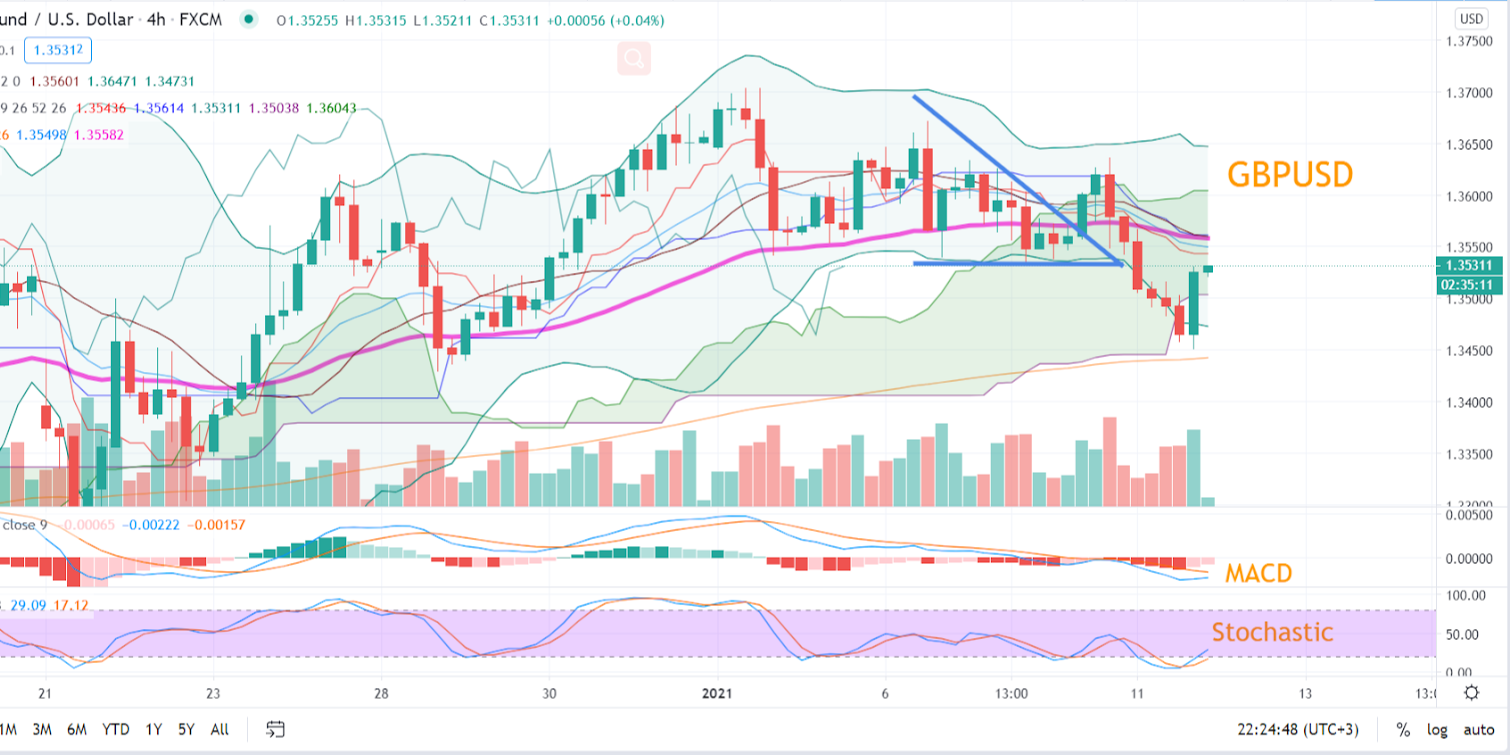 und / U.S. Dollar · 4h · FXCM O1.35255 H1.35315 L1.35211 C1.35311 +0.00056 (+0.04%)
USD
0.1 1.35312
2 0 1.35601 1.36471 1.34731
9 26 52 26 1.35436 1.35614 1.35311 1.35038 1.36043
26 1.35498 1.35582
1.37500
1.37000
1.36500
1.36000
1.35500
1.35311
02:35:11
1.35000
1.34500
1.34000
1.33500
1.32000
GBPUSD
close 9 -0.00065 -0.00222 -0.00157
0.00500
0.00000
MACD
29.09 17.12
100.00
50.00
0.00
Stochastic
21 23 28 30 2021 6 13:00 11 13 13:0
1M 3M 6M YTD 1Y 5Y All
22:24:48 (UTC+3) % log auto